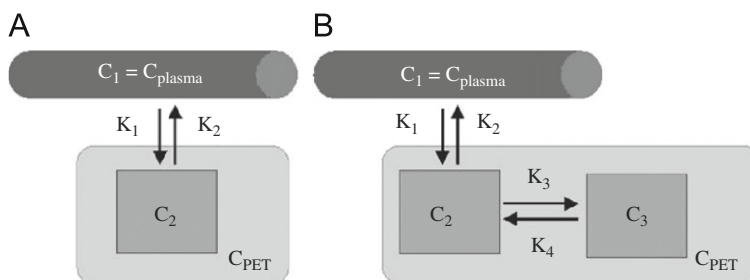 A
C₁ = Cplasma
K₁
K₂
C₂
CPET
B
C₁ = Cplasma
K₁
K₂
K₃
C₂
C₃
K₄
CPET